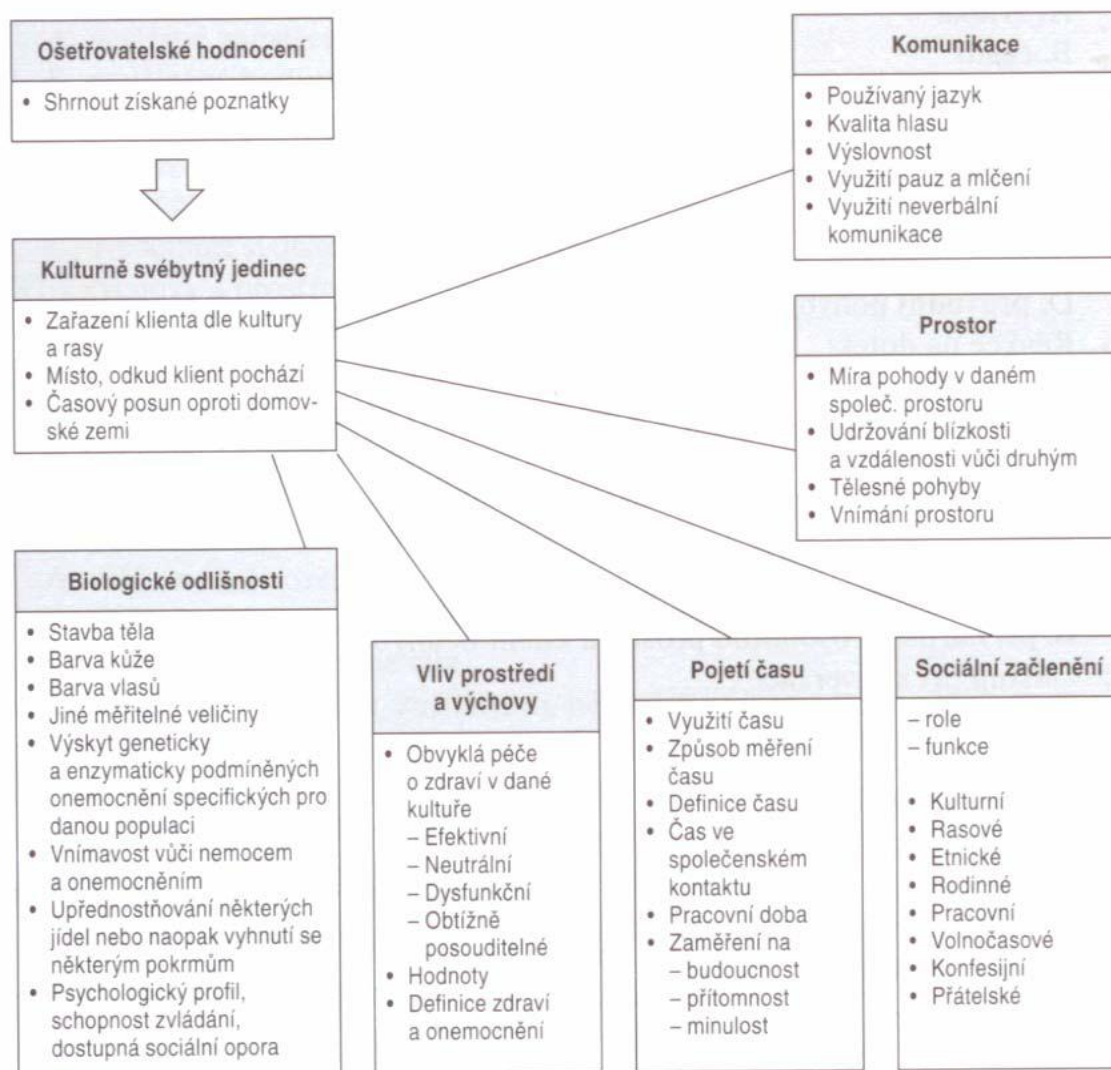 Ošetřovatelské hodnocení
• Shrnout získané poznatky
Kulturně svébytný jedinec
• Zařazení klienta dle kultury
a rasy
• Místo, odkud klient pochází
• Časový posun oproti domov-
ské zemi
Komunikace
• Používaný jazyk
• Kvalita hlasu
• Výslovnost
• Využití pauz a mlčení
• Využití neverbální
komunikace
Prostor
• Míra pohody v daném
společ. prostoru
• Udržování blízkosti
a vzdálenosti vůči druhým
• Tělesné pohyby
• Vnímání prostoru
Biologické odlišnosti
• Stavba těla
• Barva kůže
• Barva vlasů
• Jiné měřitelné veličiny
• Výskyt geneticky
a enzymaticky podmíněných
onemocnění specifických pro
danou populaci
• Vnímavost vůči nemocem
a onemocněním
• Upřednostňování některých
jídel nebo naopak vyhnutí se
některým pokrmům
• Psychologický profil,
schopnost zvládání,
dostupná sociální opora
Vliv prostředí
a výchovy
• Obvyklá péče
o zdraví v dané
kultuře
– Efektivní
– Neutrální
– Dysfunkční
– Obtížně
posouditelné
• Hodnoty
• Definice zdraví
a onemocnění
Pojetí času
• Využití času
• Způsob měření
času
• Definice času
• Čas ve
společenském
kontaktu
• Pracovní doba
• Zaměření na
– budoucnost
– přítomnost
– minulost
Sociální začlenění
– role
– funkce
• Kulturní
• Rasové
• Etnické
• Rodinné
• Pracovní
• Volnočasové
• Konfesijní
• Přátelské